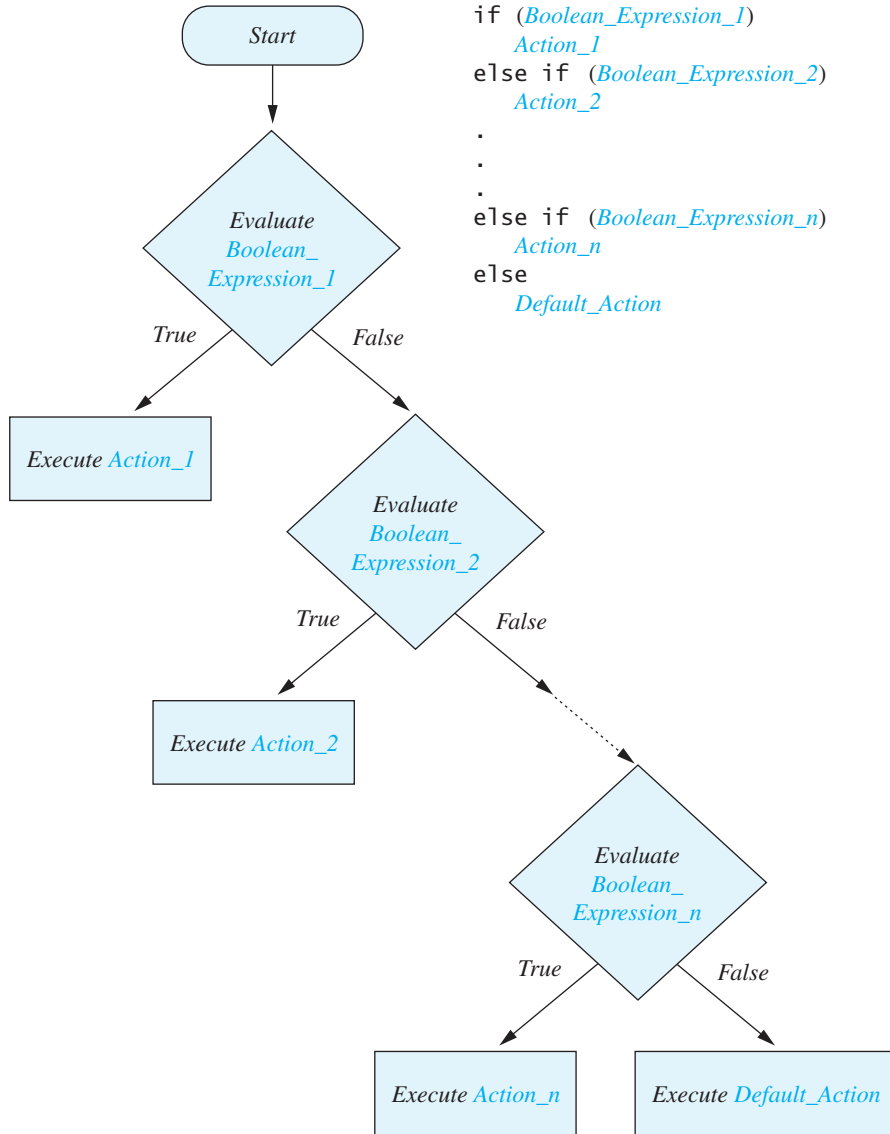 Start
if (Boolean_Expression_1)
Action_1
else if (Boolean_Expression_2)
Action_2
.
.
.
else if (Boolean_Expression_n)
Action_n
else
Default_Action
Evaluate
Boolean_
Expression_1
True
False
Execute Action_1
Evaluate
Boolean_
Expression_2
True
False
Execute Action_2
Evaluate
Boolean_
Expression_n
True
False
Execute Action_n
Execute Default_Action